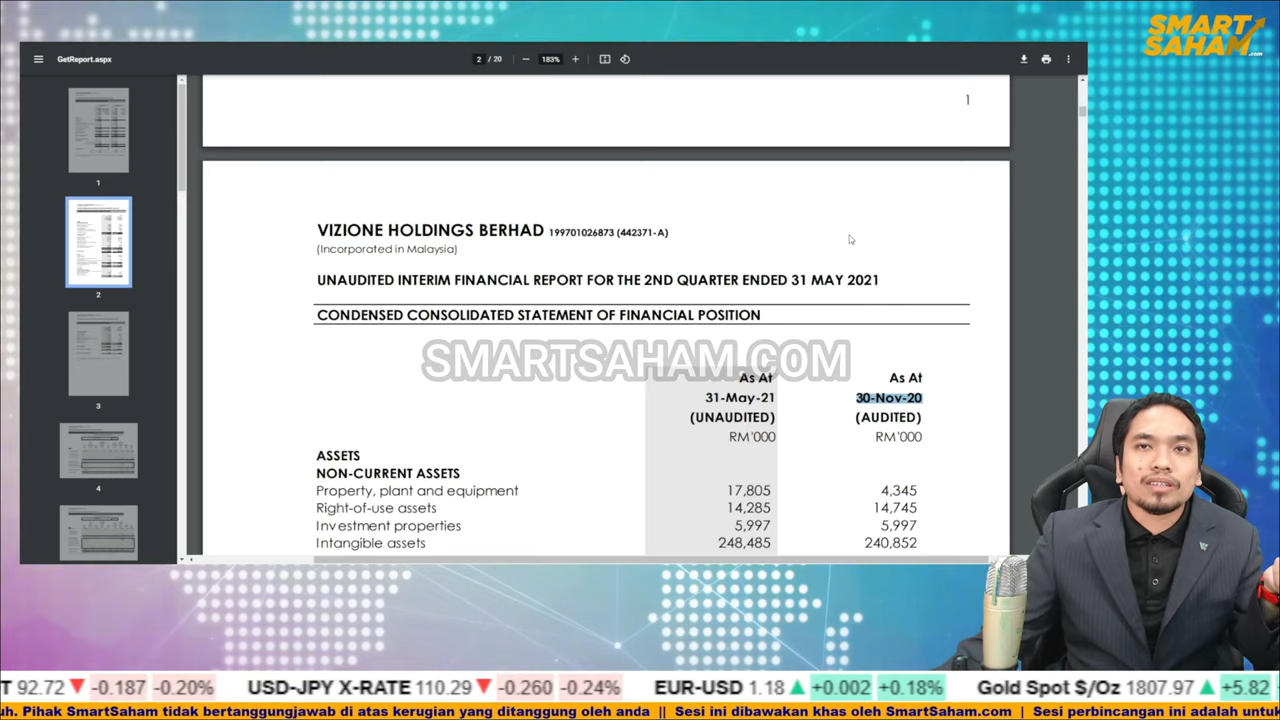 SMART
SAHAM.com
GetReport.aspx
2 / 20
183%
1
1
2
3
4
VIZIONE HOLDINGS BERHAD 199701026873 (442371-A)
(Incorporated in Malaysia)
UNAUDITED INTERIM FINANCIAL REPORT FOR THE 2ND QUARTER ENDED 31 MAY 2021
CONDENSED CONSOLIDATED STATEMENT OF FINANCIAL POSITION
SMARTSAHAM.COM
As At As At
31-May-21 30-Nov-20
(UNAUDITED) (AUDITED)
RM'000 RM'000
ASSETS
NON-CURRENT ASSETS
Property, plant and equipment 17,805 4,345
Right-of-use assets 14,285 14,745
Investment properties 5,997 5,997
Intangible assets 248,485 240,852
T 92.72 -0.187 -0.20% USD-JPY X-RATE 110.29 -0.260 -0.24% EUR-USD 1.18 +0.002 +0.18% Gold Spot $/Oz 1807.97 +5.82
uh. Pihak SmartSaham tidak bertanggungjawab di atas kerugian yang ditanggung oleh anda || Sesi ini dibawakan khas oleh SmartSaham.com || Sesi perbincangan ini adalah untuk